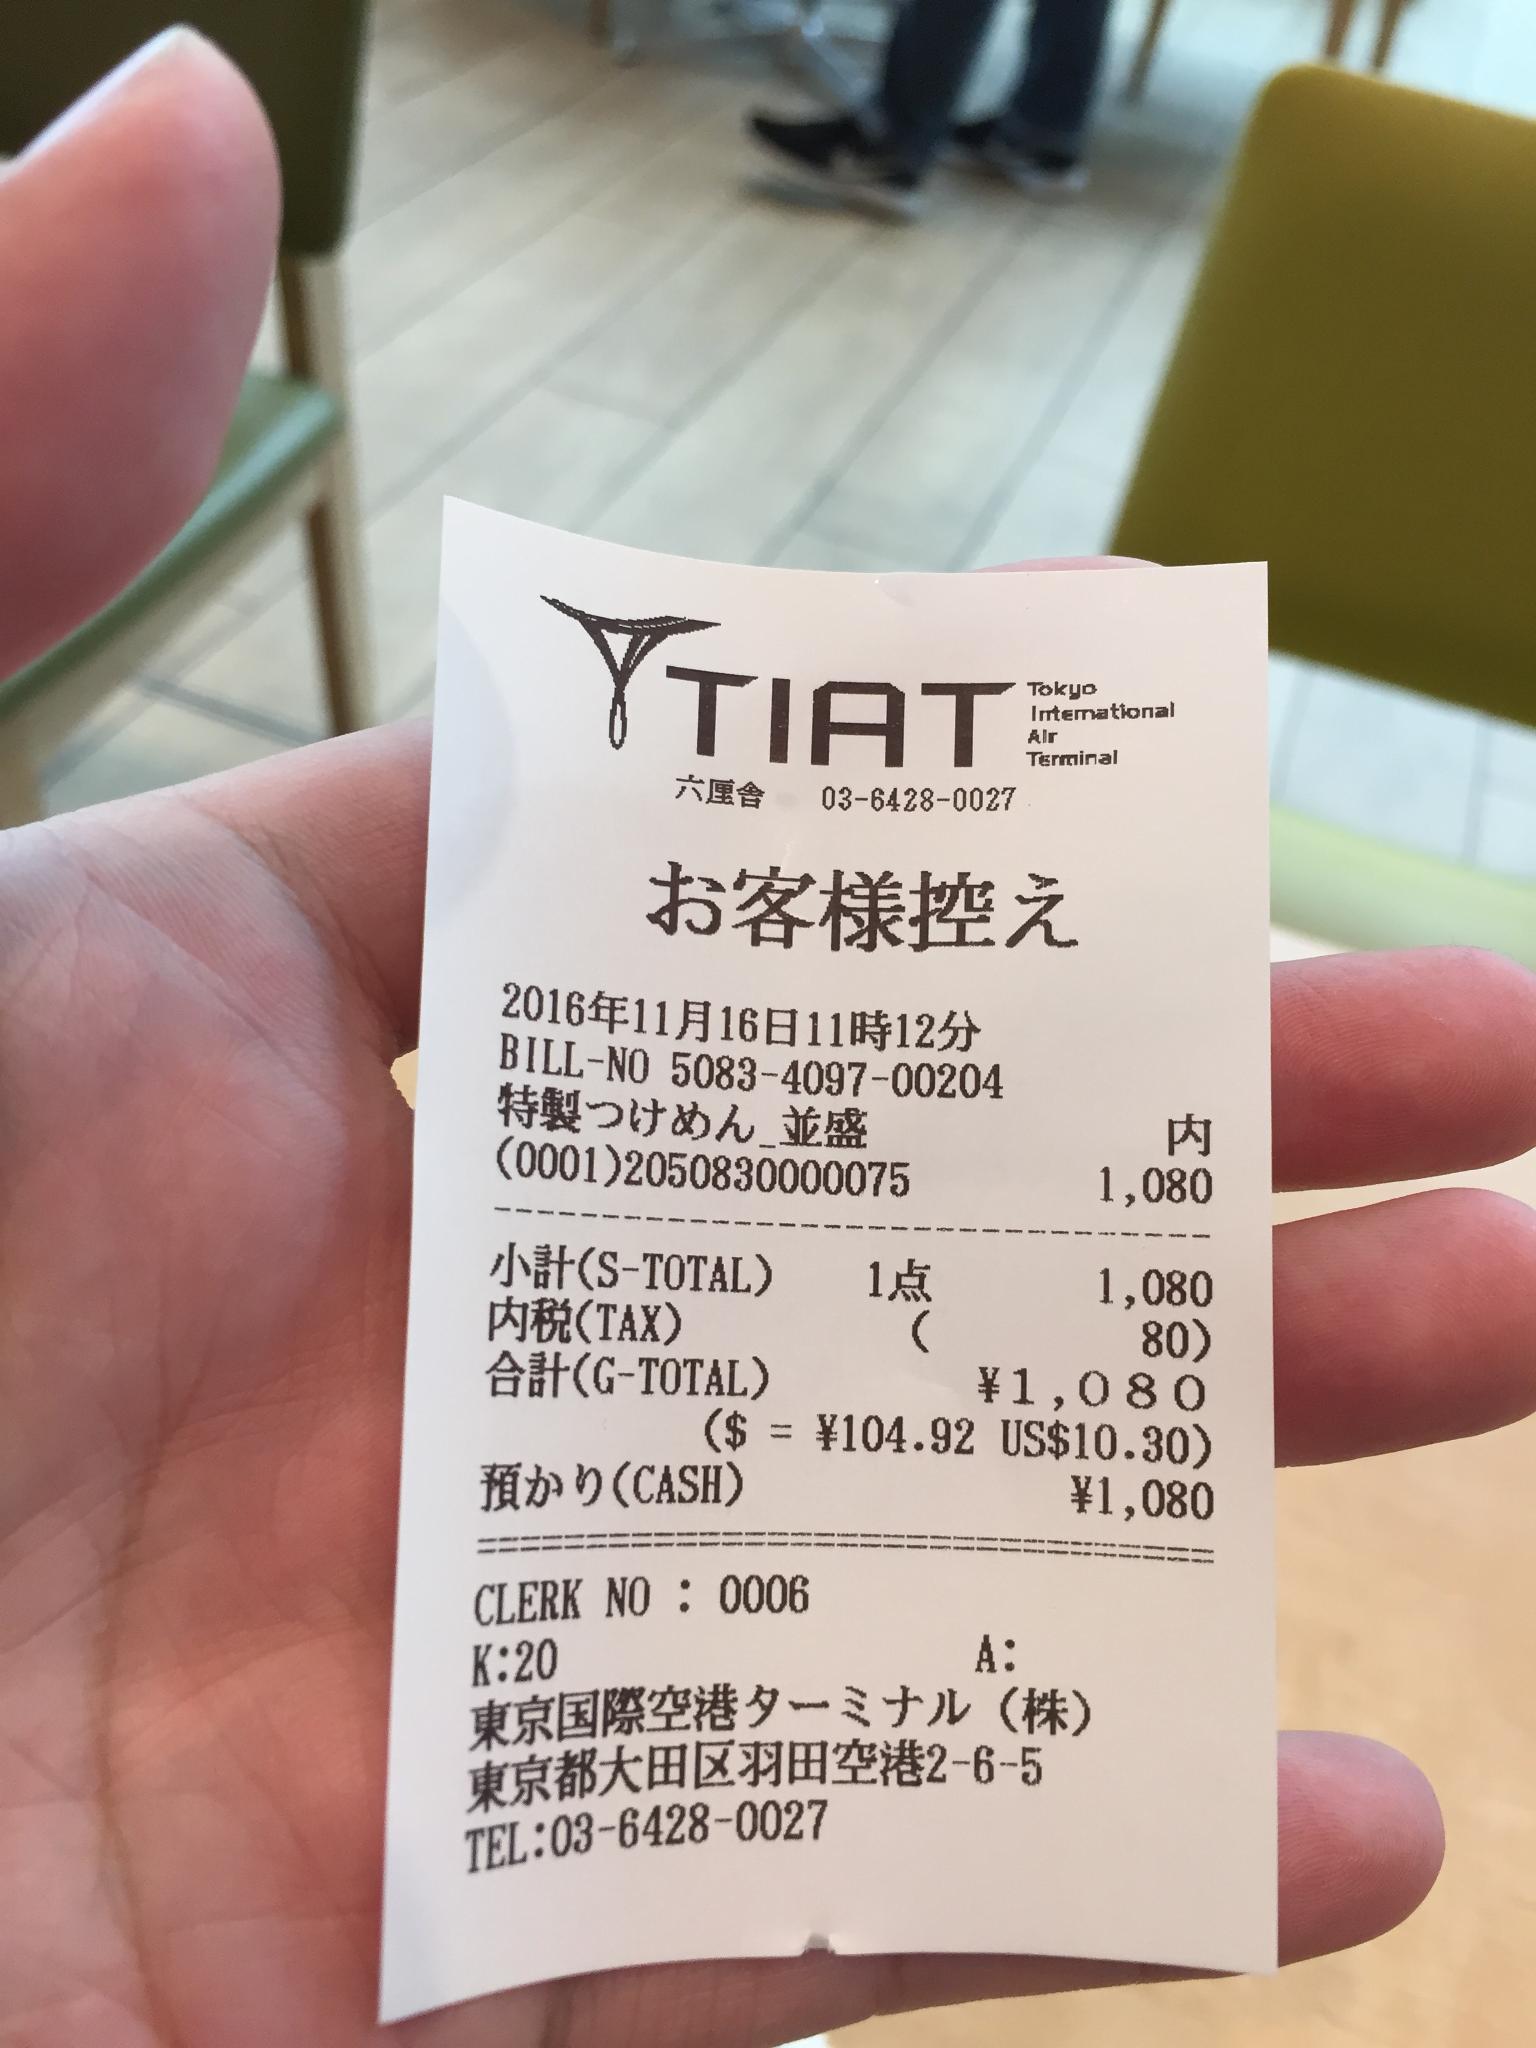 TIAT
Tokyo
International
Air
Terminal
六厘舎 03-6428-0027
お客様控え
2016年11月16日11時12分
BILL-NO 5083-4097-00204
特製つけめん_並盛 内
(0001)2050830000075 1,080
小計(S-TOTAL) 1点 1,080
内税(TAX) ( 80)
合計(G-TOTAL) ¥1,080
($ = ¥104.92 US$10.30)
預かり(CASH) ¥1,080
CLERK NO : 0006
K:20 A:
東京国際空港ターミナル（株）
東京都大田区羽田空港2-6-5
TEL:03-6428-0027